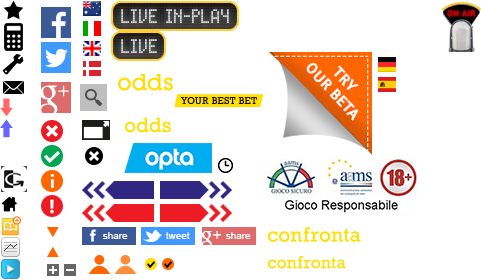 LIVE IN-PLAY
ON AIR
LIVE
TRY
OUR BETA
odds
YOUR BEST BET
odds
opta
aams
GIOCO SICURO
aams
18+
Gioco Responsabile
share
tweet
share
confronta
confronta